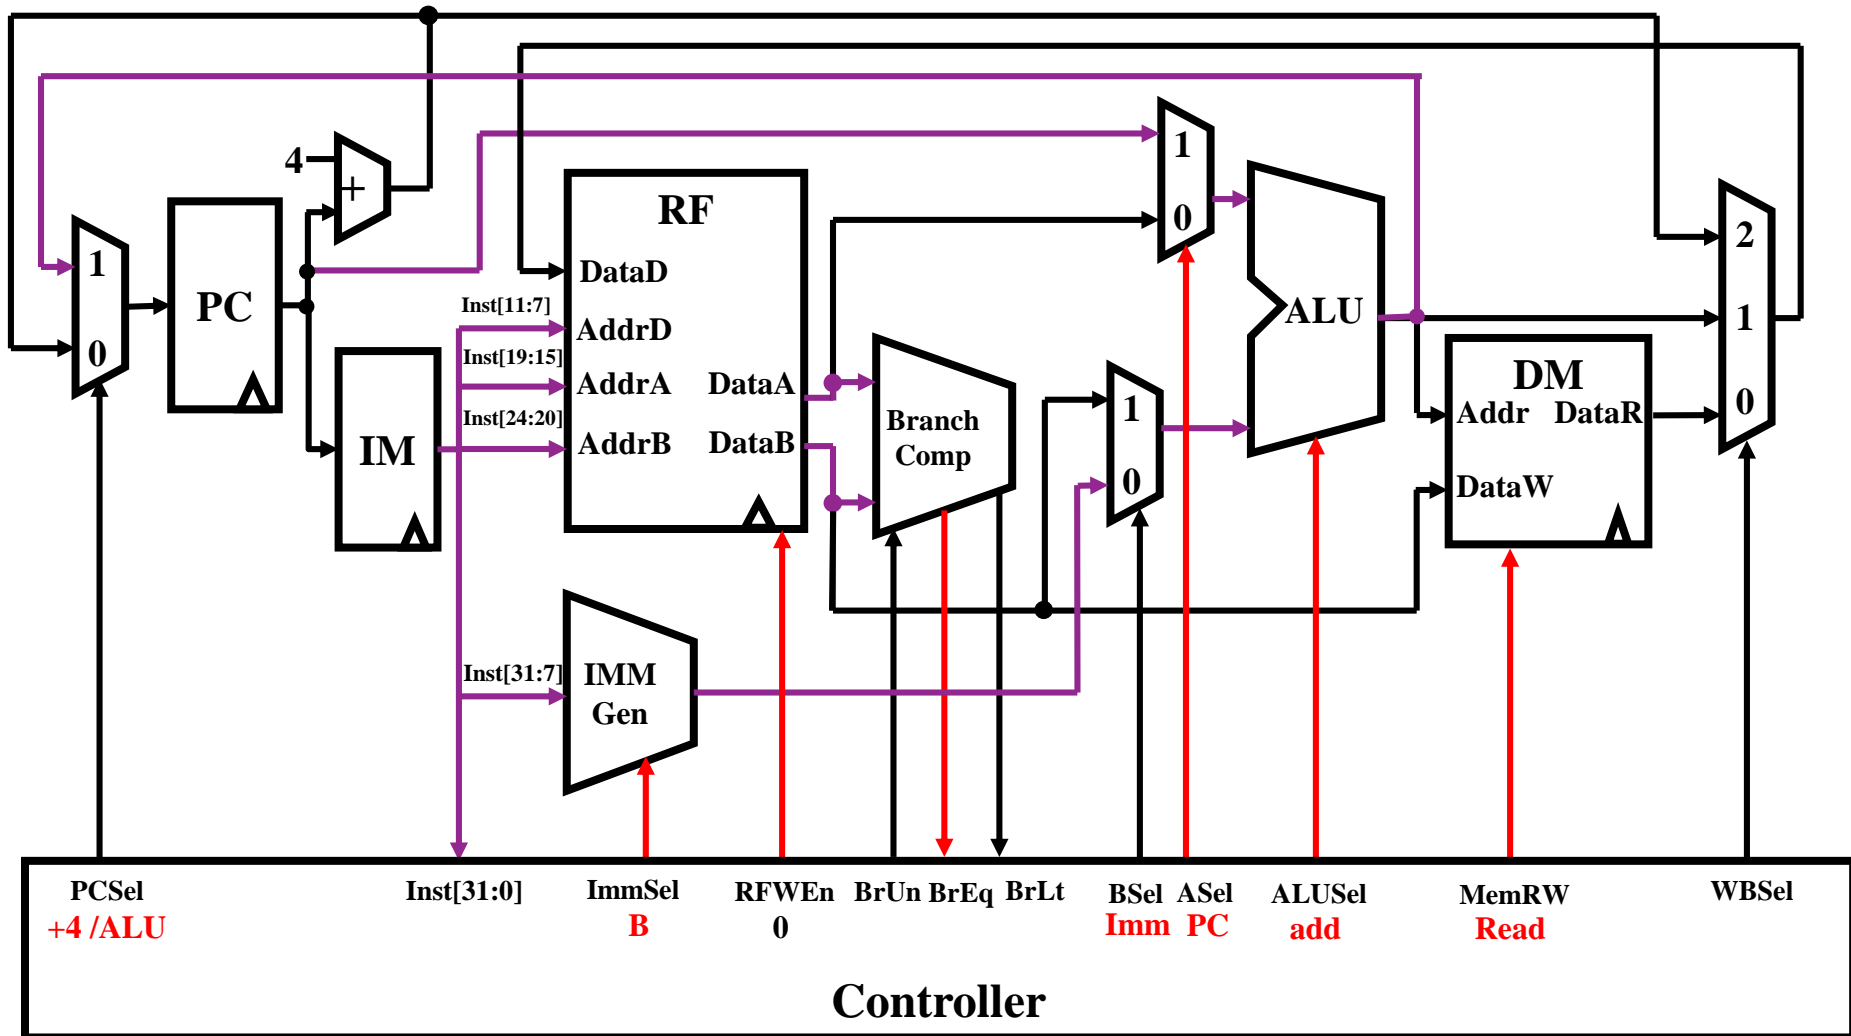 4
+
1
0
PC
IM
Inst[11:7]
Inst[19:15]
Inst[24:20]
Inst[31:7]
RF
DataD
AddrD
AddrA
AddrB
DataA
DataB
IMM
Gen
Branch
Comp
1
0
1
0
ALU
DM
Addr
DataR
DataW
2
1
0
PCSel
Inst[31:0]
ImmSel
RFWEn
BrUn
BrEq
BrLt
BSel
ASel
ALUSel
MemRW
WBSel
+4 /ALU
B
0
Imm
PC
add
Read
Controller